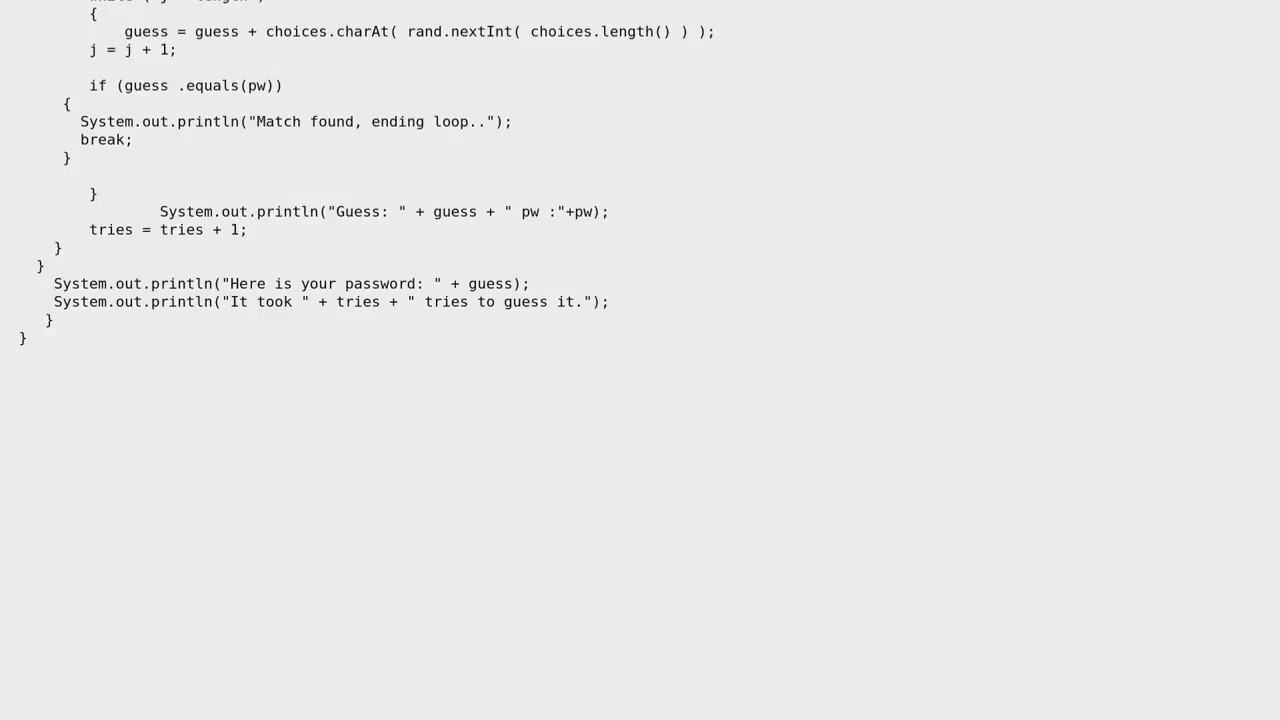 {
guess = guess + choices.charAt( rand.nextInt( choices.length() ) );
j = j + 1;
if (guess .equals(pw))
{
System.out.println("Match found, ending loop..");
break;
}
}
System.out.println("Guess: " + guess + " pw :"+pw);
tries = tries + 1;
}
}
System.out.println("Here is your password: " + guess);
System.out.println("It took " + tries + " tries to guess it.");
}
}